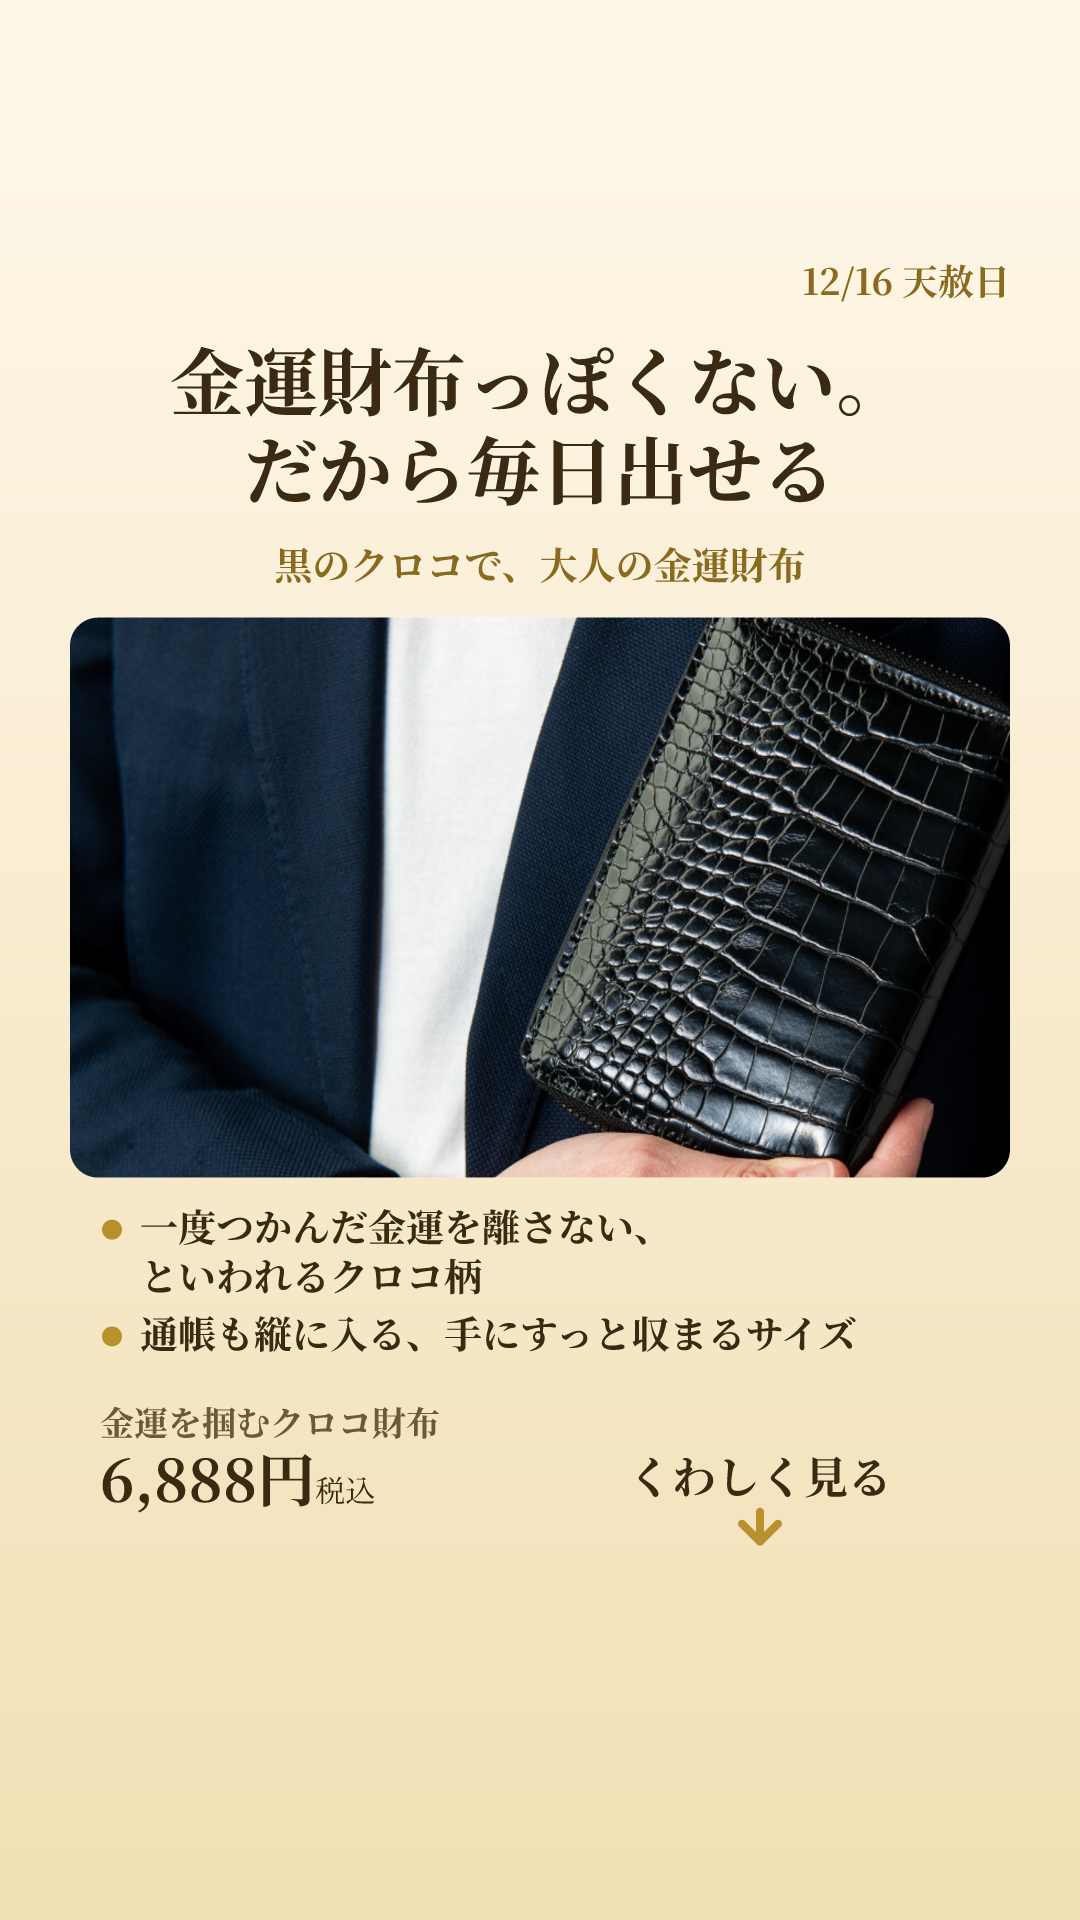 12/16 天赦日
金運財布っぽくない。
だから毎日出せる
黒のクロコで、大人の金運財布
一度つかんだ金運を離さない、
といわれるクロコ柄
通帳も縦に入る、手にすっと収まるサイズ
金運を掴むクロコ財布
6,888円税込
くわしく見る